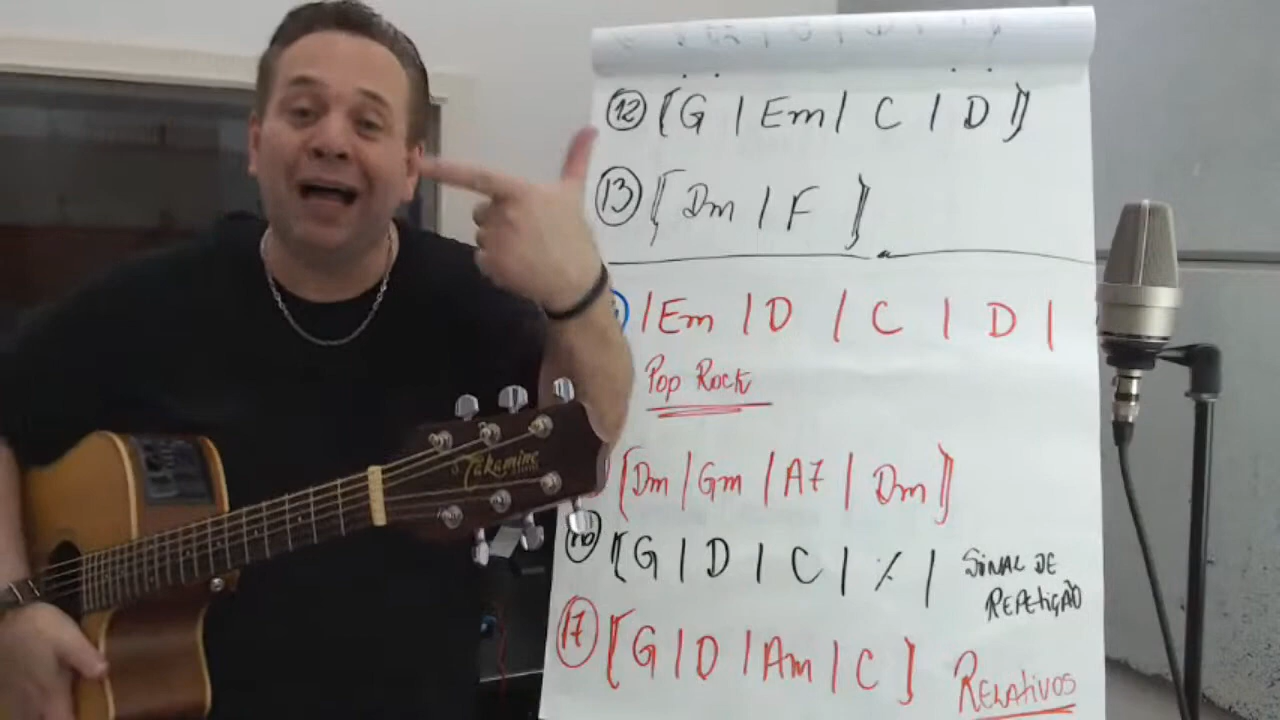 12 [ G | Em | C | D ]
13 [ Dm | F ]
| Em | D | C | D |
Pop Rock
[ Dm | Gm | A7 | Dm ]
[ G | D | C | ٪ | SINAL DE
REPETIÇÃO
17 [ G | D | Am | C ] RELATIVOS
Takamine